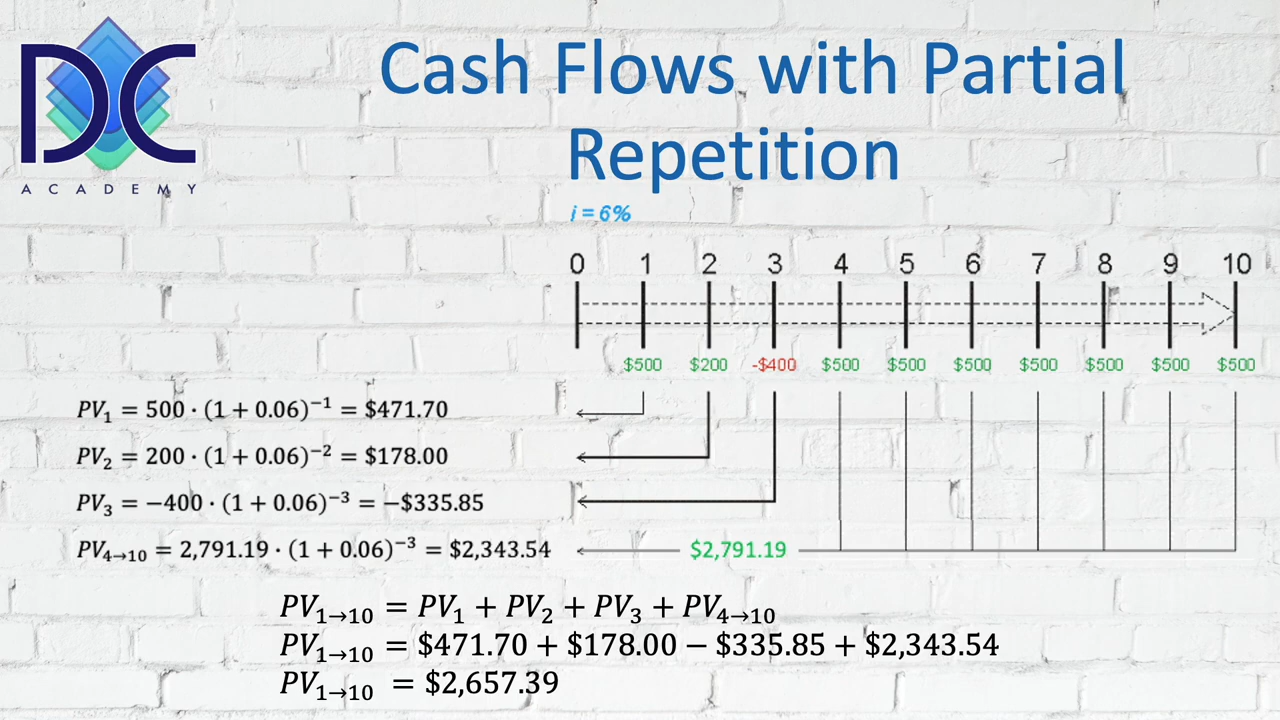 DC
ACADEMY
Cash Flows with Partial
Repetition
i = 6%
0 1 2 3 4 5 6 7 8 9 10
$500 $200 -$400 $500 $500 $500 $500 $500 $500 $500
PV₁ = 500 · (1 + 0.06)⁻¹ = $471.70
PV₂ = 200 · (1 + 0.06)⁻² = $178.00
PV₃ = −400 · (1 + 0.06)⁻³ = −$335.85
PV₄→₁₀ = 2,791.19 · (1 + 0.06)⁻³ = $2,343.54
$2,791.19
PV₁→₁₀ = PV₁ + PV₂ + PV₃ + PV₄→₁₀
PV₁→₁₀ = $471.70 + $178.00 − $335.85 + $2,343.54
PV₁→₁₀ = $2,657.39